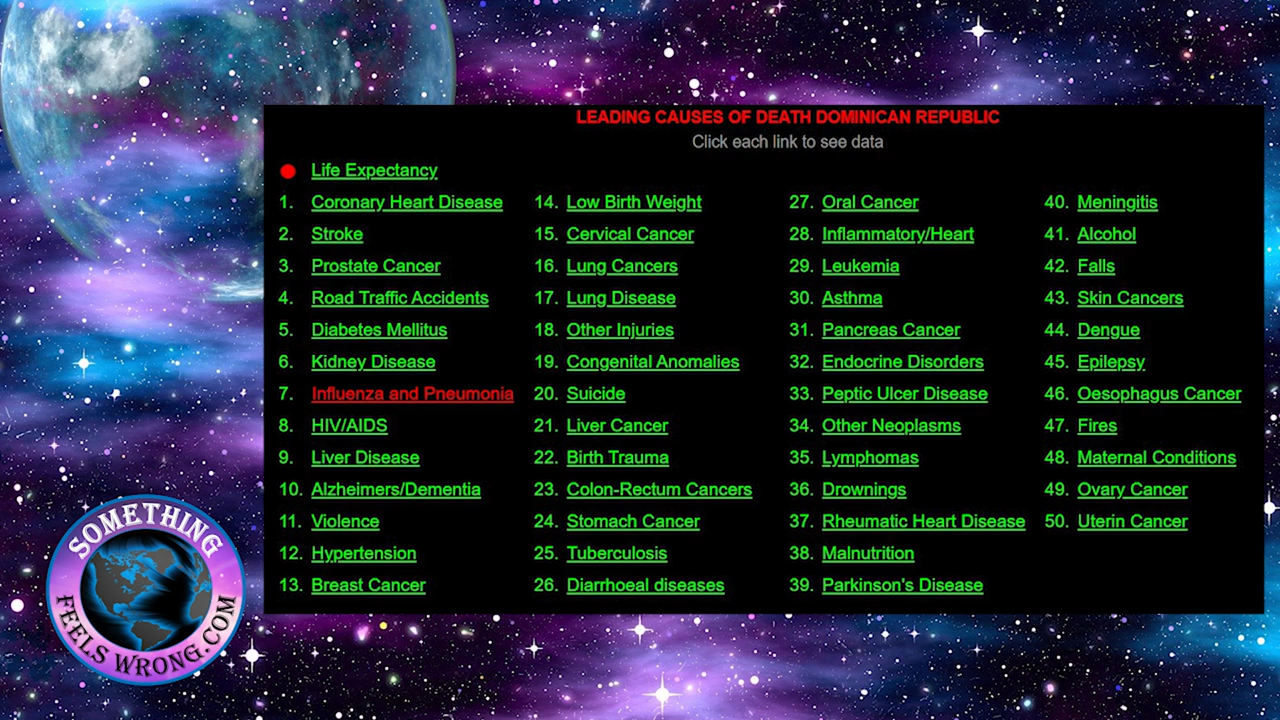 LEADING CAUSES OF DEATH DOMINICAN REPUBLIC
Click each link to see data
Life Expectancy
1. Coronary Heart Disease
2. Stroke
3. Prostate Cancer
4. Road Traffic Accidents
5. Diabetes Mellitus
6. Kidney Disease
7. Influenza and Pneumonia
8. HIV/AIDS
9. Liver Disease
10. Alzheimers/Dementia
11. Violence
12. Hypertension
13. Breast Cancer
14. Low Birth Weight
15. Cervical Cancer
16. Lung Cancers
17. Lung Disease
18. Other Injuries
19. Congenital Anomalies
20. Suicide
21. Liver Cancer
22. Birth Trauma
23. Colon-Rectum Cancers
24. Stomach Cancer
25. Tuberculosis
26. Diarrhoeal diseases
27. Oral Cancer
28. Inflammatory/Heart
29. Leukemia
30. Asthma
31. Pancreas Cancer
32. Endocrine Disorders
33. Peptic Ulcer Disease
34. Other Neoplasms
35. Lymphomas
36. Drownings
37. Rheumatic Heart Disease
38. Malnutrition
39. Parkinson's Disease
40. Meningitis
41. Alcohol
42. Falls
43. Skin Cancers
44. Dengue
45. Epilepsy
46. Oesophagus Cancer
47. Fires
48. Maternal Conditions
49. Ovary Cancer
50. Uterin Cancer
SOMETHING
FEELS WRONG.COM